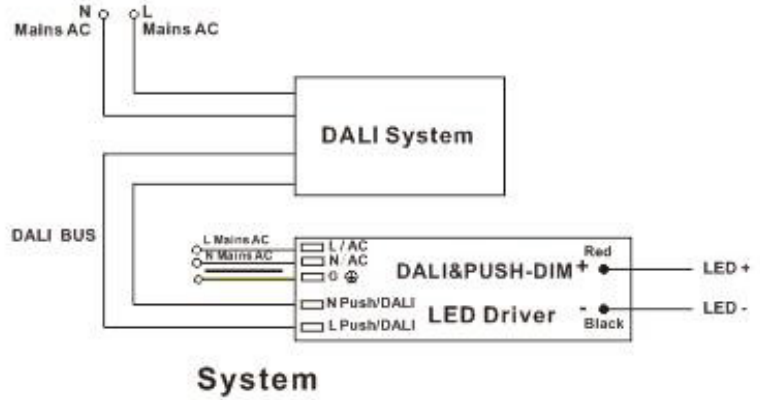 N
L
Mains AC
Mains AC
DALI System
DALI BUS
L Mains AC
N Mains AC
L / AC
N/ AC
G
N Push/DALI
L Push/DALI
DALI&PUSH-DIM
LED Driver
Red
+
-
Black
LED +
LED -
System